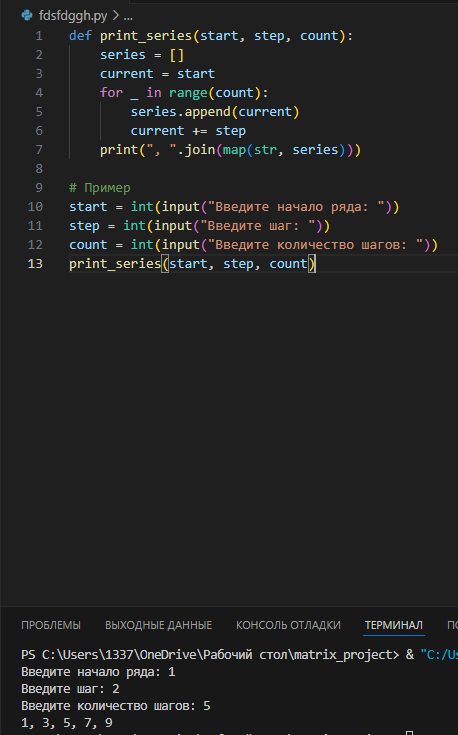 fdsfdggh.py > ...
1 def print_series(start, step, count):
2     series = []
3     current = start
4     for _ in range(count):
5         series.append(current)
6         current += step
7     print(", ".join(map(str, series)))
8
9 # Пример
10 start = int(input("Введите начало ряда: "))
11 step = int(input("Введите шаг: "))
12 count = int(input("Введите количество шагов: "))
13 print_series(start, step, count)
ПРОБЛЕМЫ ВЫХОДНЫЕ ДАННЫЕ КОНСОЛЬ ОТЛАДКИ ТЕРМИНАЛ
PS C:\Users\1337\OneDrive\Рабочий стол\matrix_project> & "C:/Us
Введите начало ряда: 1
Введите шаг: 2
Введите количество шагов: 5
1, 3, 5, 7, 9